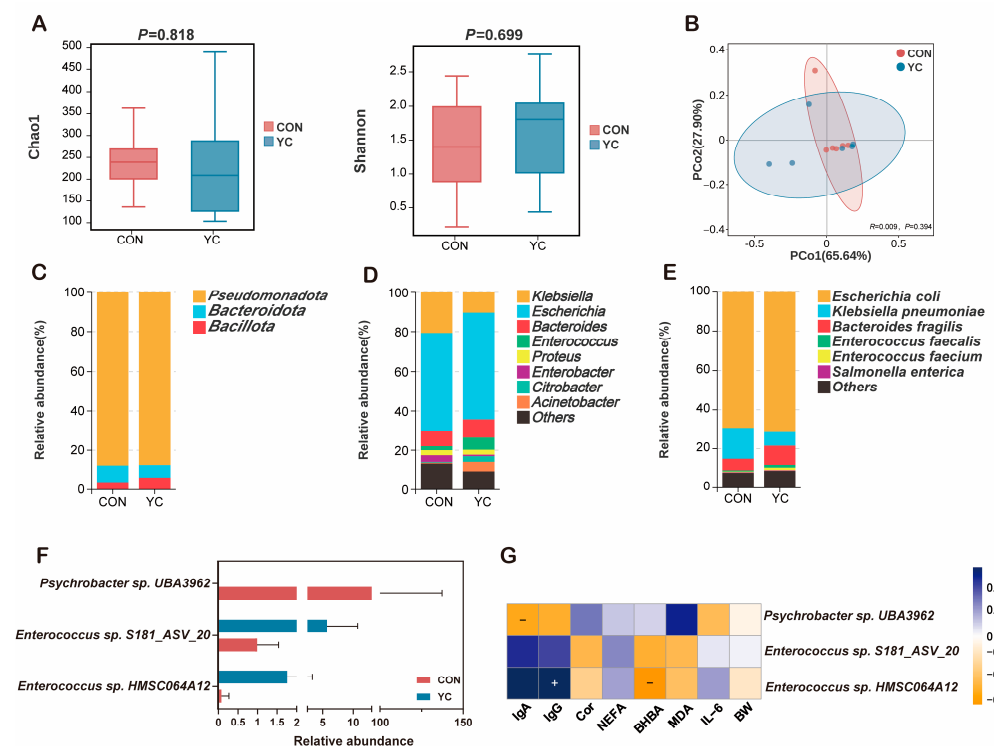 A
P=0.818
Chao1
500
450
400
350
300
250
200
150
100
CON
YC
CON
YC
P=0.699
Shannon
2.5
2.0
1.5
1.0
0.5
CON
YC
CON
YC
B
PCo2(27.90%)
0.4
0.2
0
−0.2
−0.4
CON
YC
R=0.009, P=0.394
-0.5
0
0.5
PCo1(65.64%)
C
Relative abundance(%)
100
80
60
40
20
0
CON
YC
Pseudomonadota
Bacteroidota
Bacillota
D
Relative abundance(%)
100
80
60
40
20
0
CON
YC
Klebsiella
Escherichia
Bacteroides
Enterococcus
Proteus
Enterobacter
Citrobacter
Acinetobacter
Others
E
Relative abundance(%)
100
80
60
40
20
0
CON
YC
Escherichia coli
Klebsiella pneumoniae
Bacteroides fragilis
Enterococcus faecalis
Enterococcus faecium
Salmonella enterica
Others
F
Psychrobacter sp. UBA3962
Enterococcus sp. S181_ASV_20
Enterococcus sp. HMSC064A12
CON
YC
0 0.5 1 1.5 2 5 10 100 150
Relative abundance
G
−
+
−
Psychrobacter sp. UBA3962
Enterococcus sp. S181_ASV_20
Enterococcus sp. HMSC064A12
IgA
IgG
Cor
NEFA
BHBA
MDA
IL-6
BW